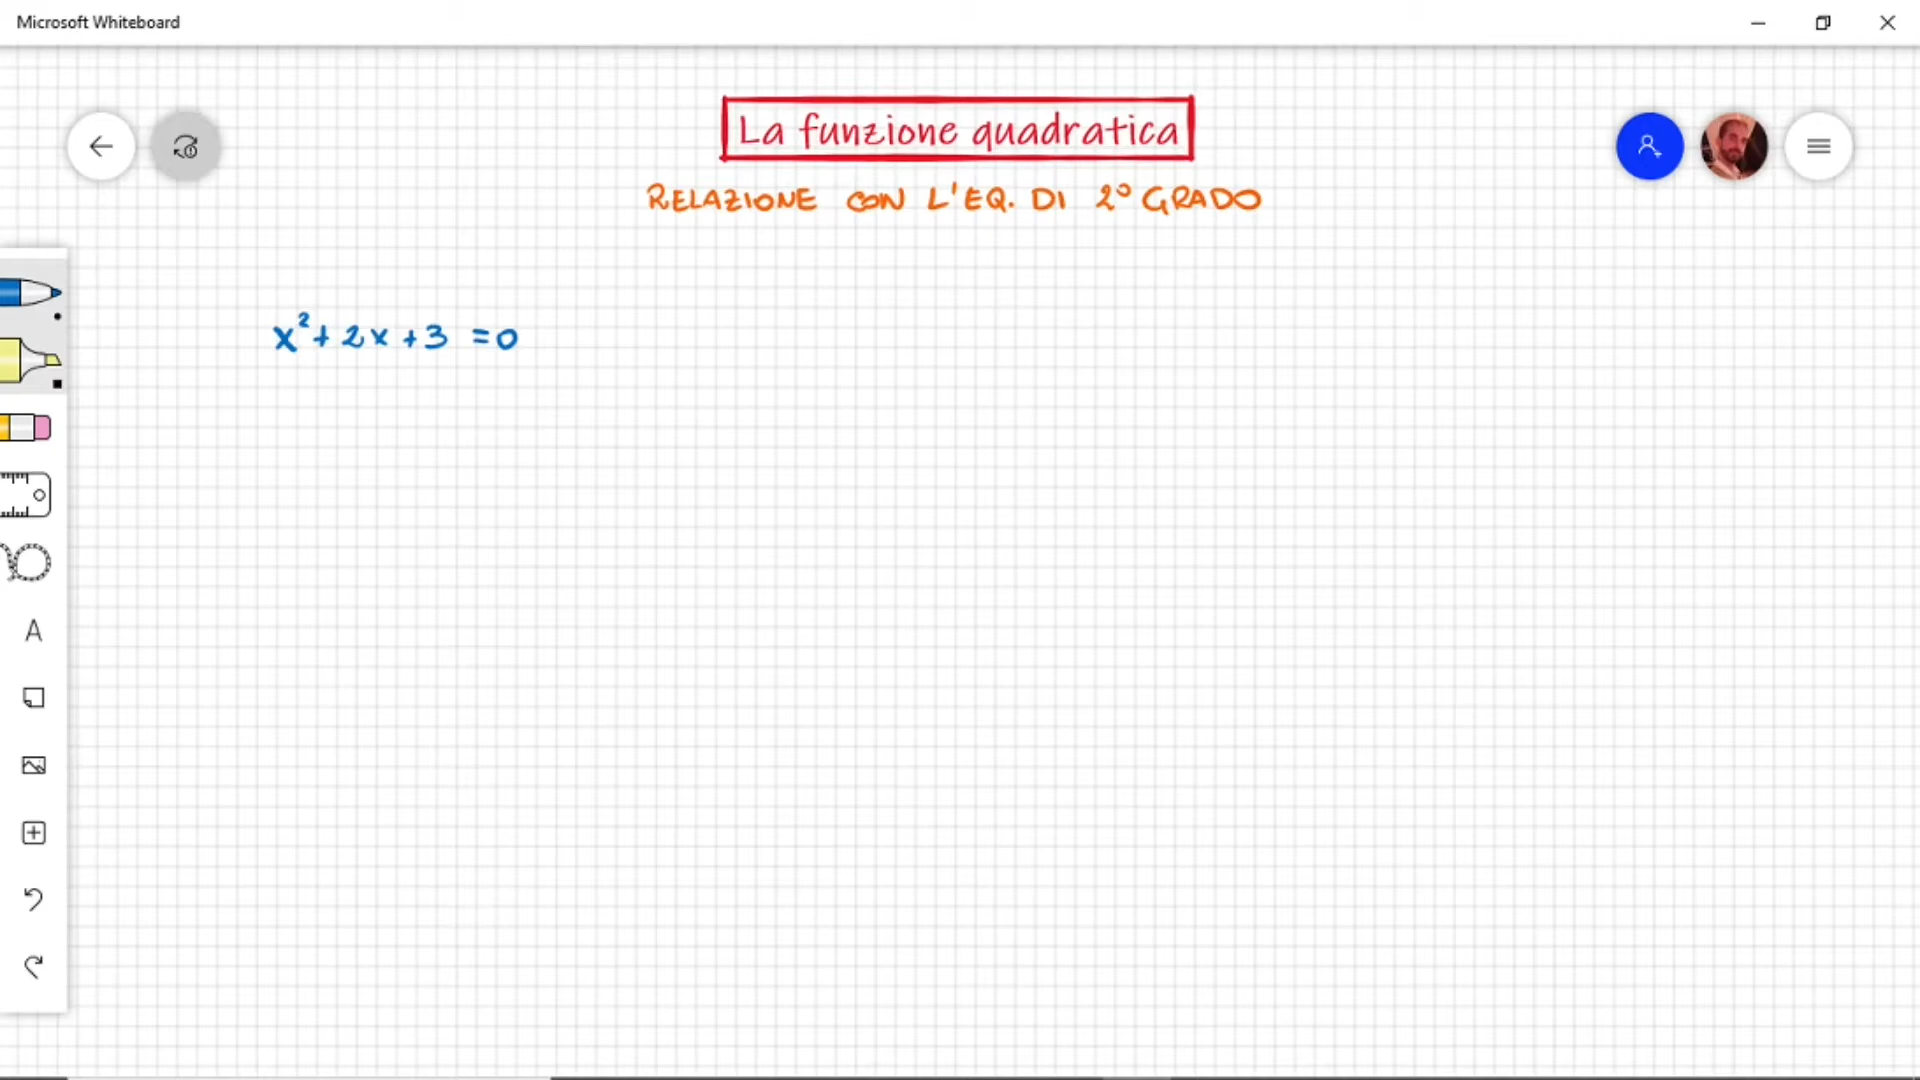 Microsoft Whiteboard
La funzione quadratica
RELAZIONE CON L'EQ. DI 2° GRADO
x² + 2x + 3 = 0
A